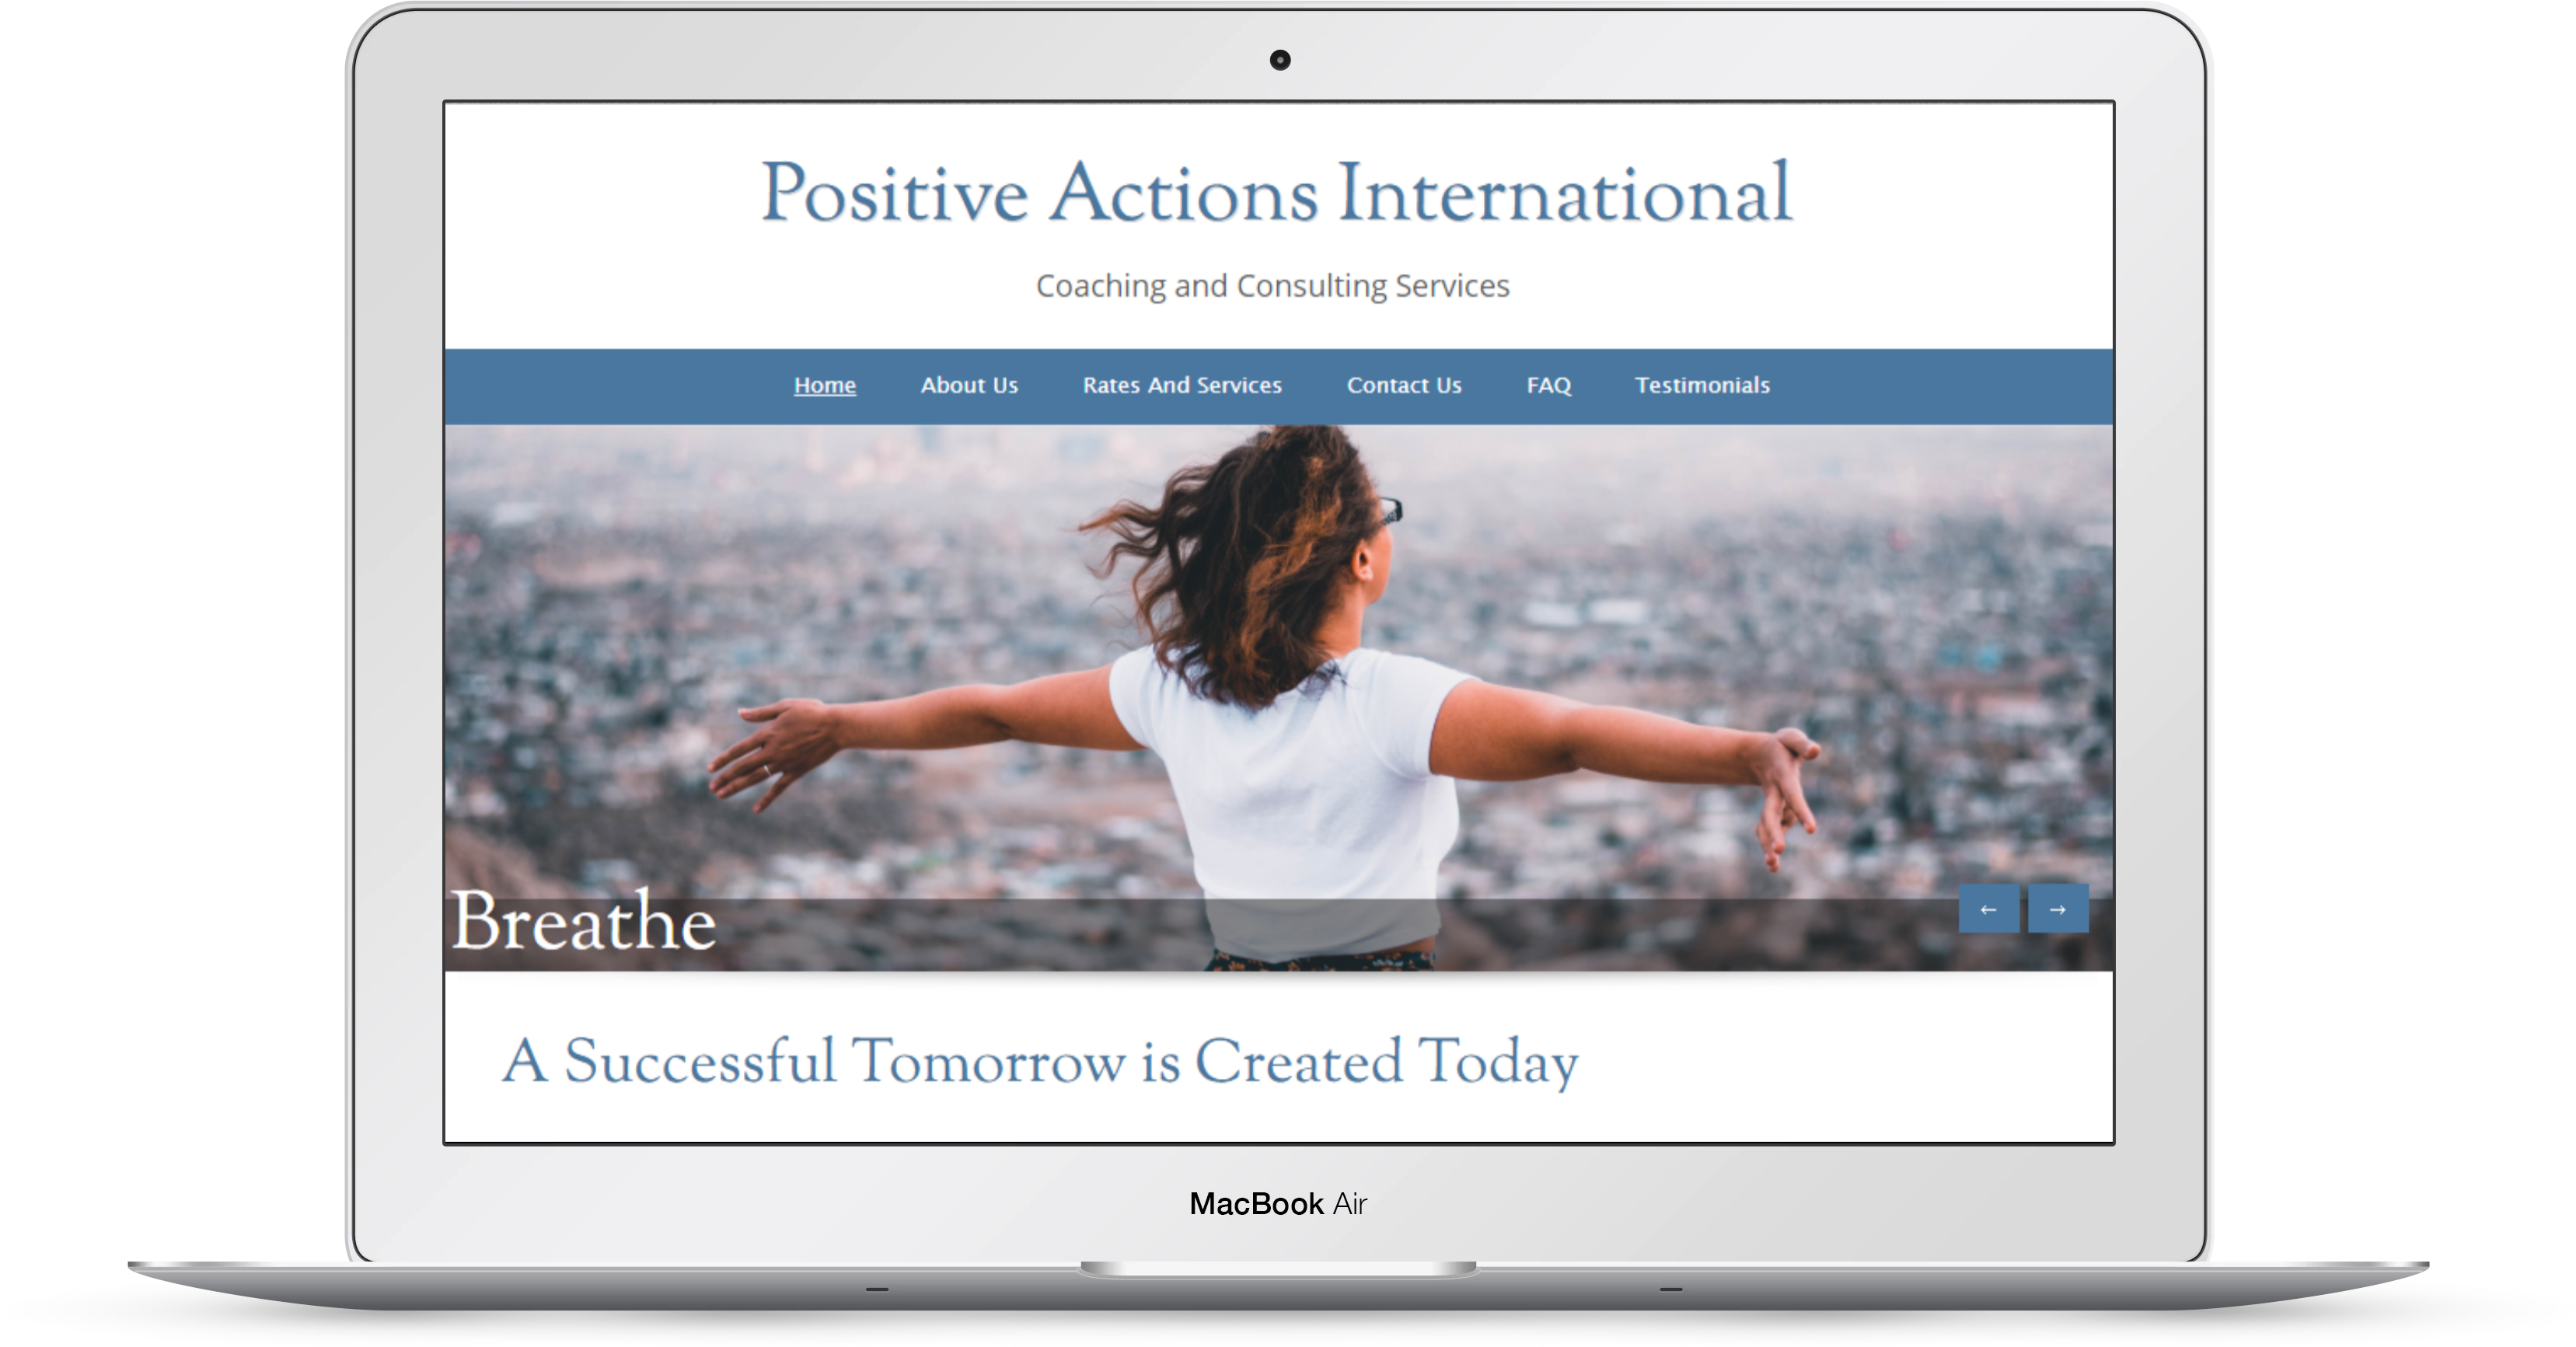 Positive Actions International
Coaching and Consulting Services
Home About Us Rates And Services Contact Us FAQ Testimonials
Breathe
← →
A Successful Tomorrow is Created Today
MacBook Air